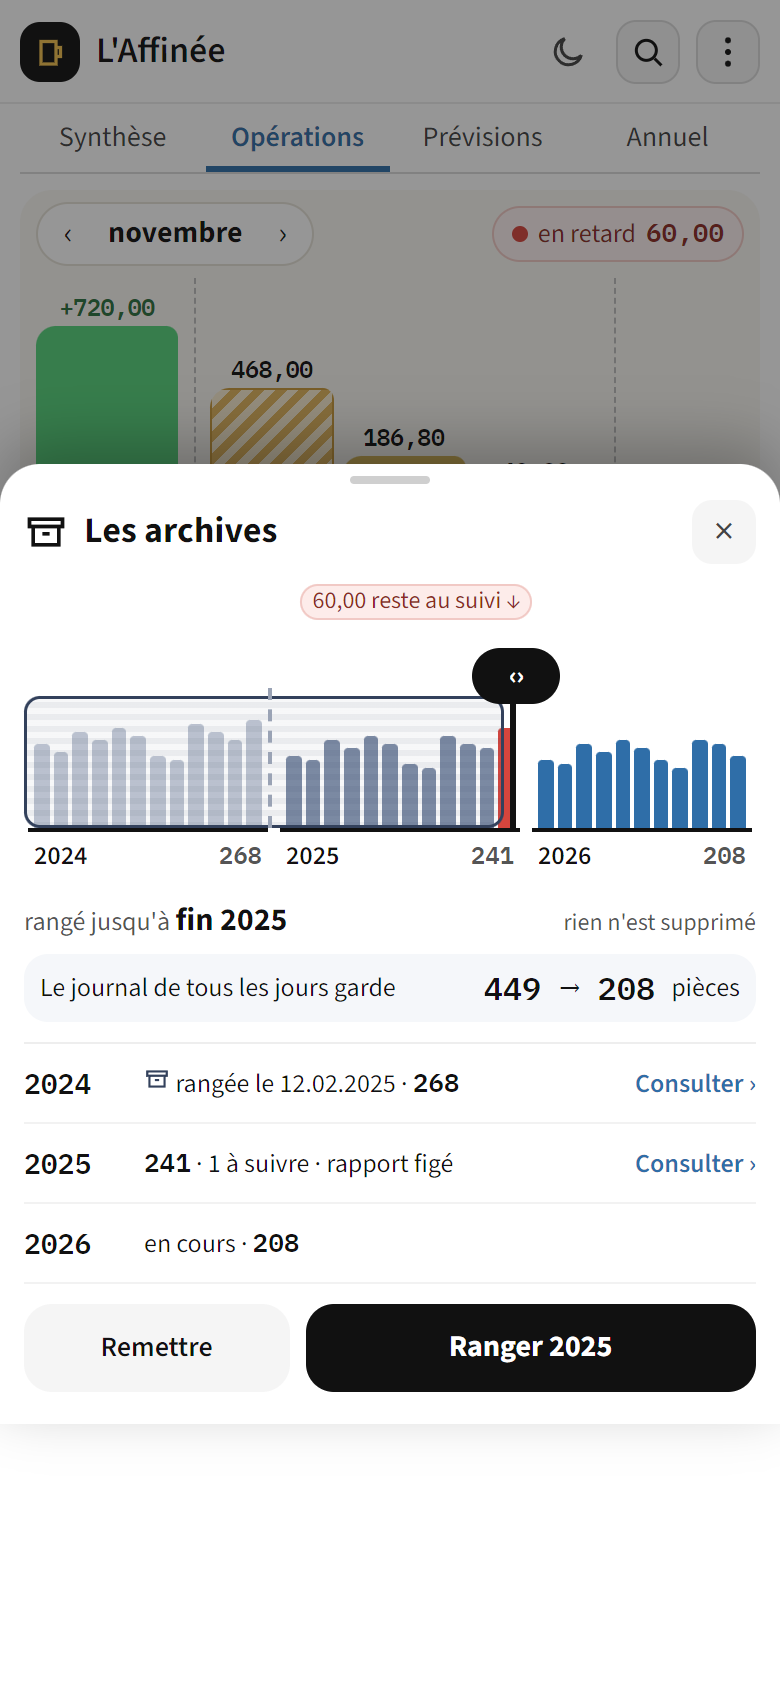 L'Affinée
Synthèse Opérations Prévisions Annuel
‹ novembre › en retard 60,00
+720,00
468,00
186,80
Les archives ×
60,00 reste au suivi ↓
‹›
2024 268 2025 241 2026 208
rangé jusqu'à fin 2025 rien n'est supprimé
Le journal de tous les jours garde 449 → 208 pièces
2024 rangée le 12.02.2025 · 268 Consulter ›
2025 241 · 1 à suivre · rapport figé Consulter ›
2026 en cours · 208
Remettre Ranger 2025